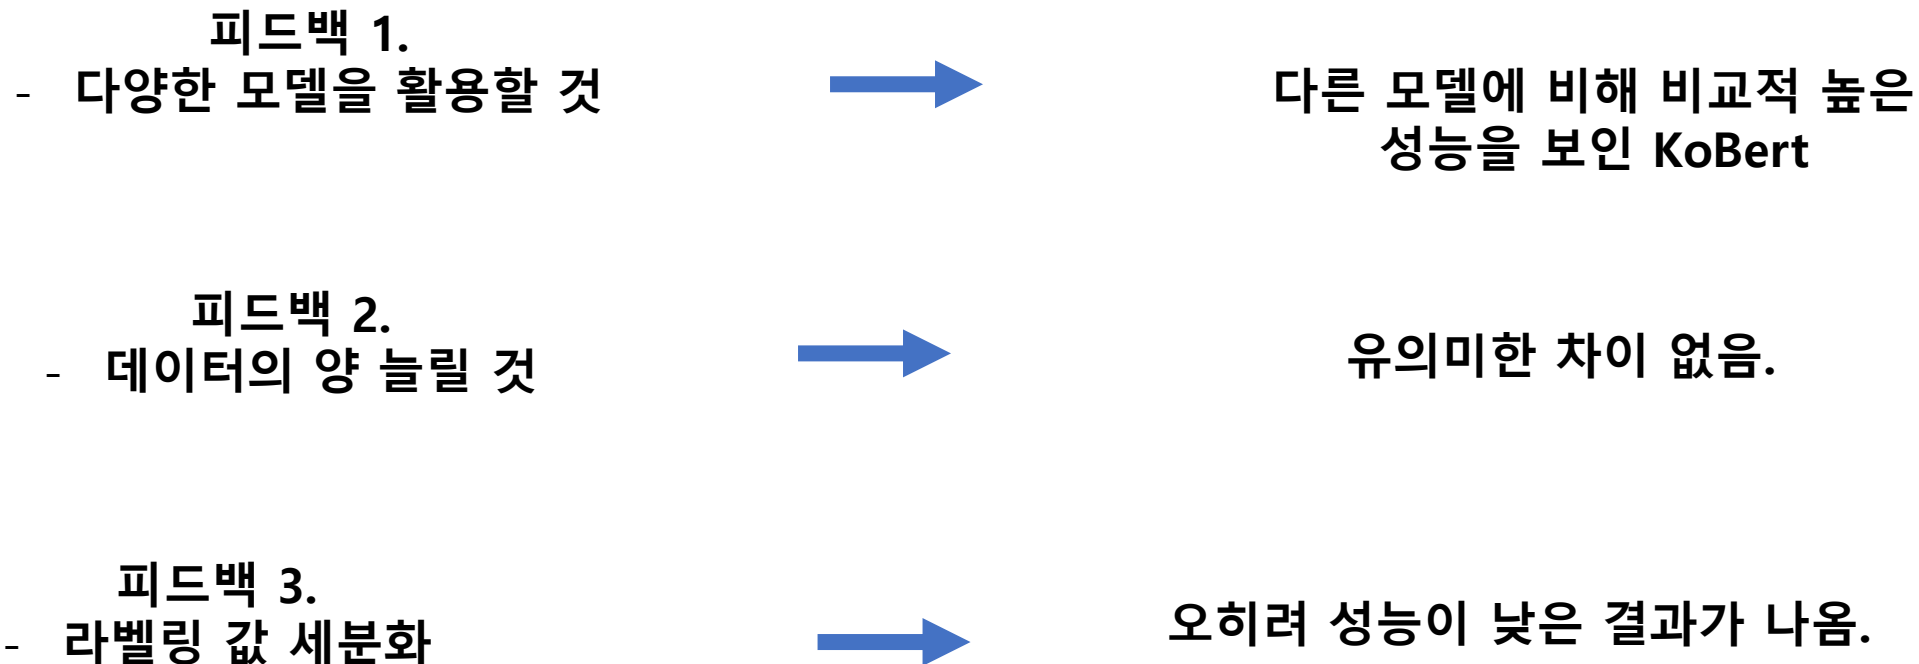 피드백 1.
- 다양한 모델을 활용할 것
다른 모델에 비해 비교적 높은
성능을 보인 KoBert
피드백 2.
- 데이터의 양 늘릴 것
유의미한 차이 없음.
피드백 3.
- 라벨링 값 세분화
오히려 성능이 낮은 결과가 나옴.